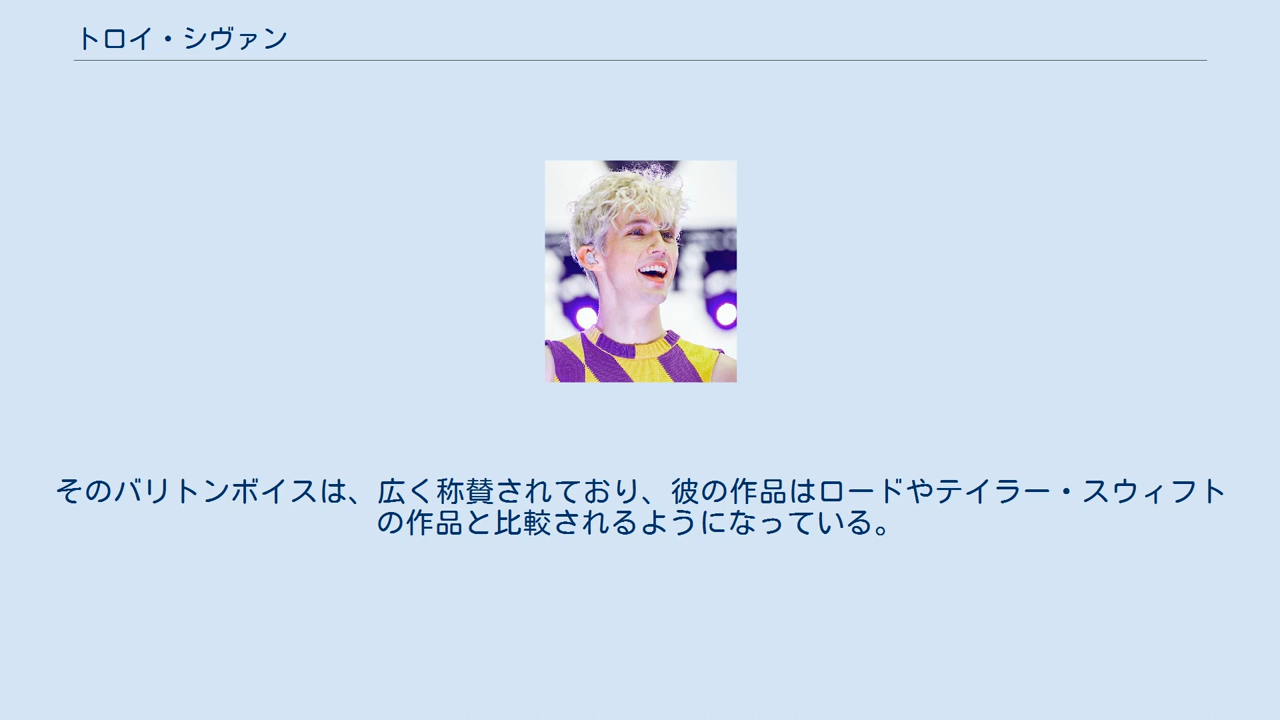 トロイ・シヴァン
そのバリトンボイスは、広く称賛されており、彼の作品はロードやテイラー・スウィフト
の作品と比較されるようになっている。